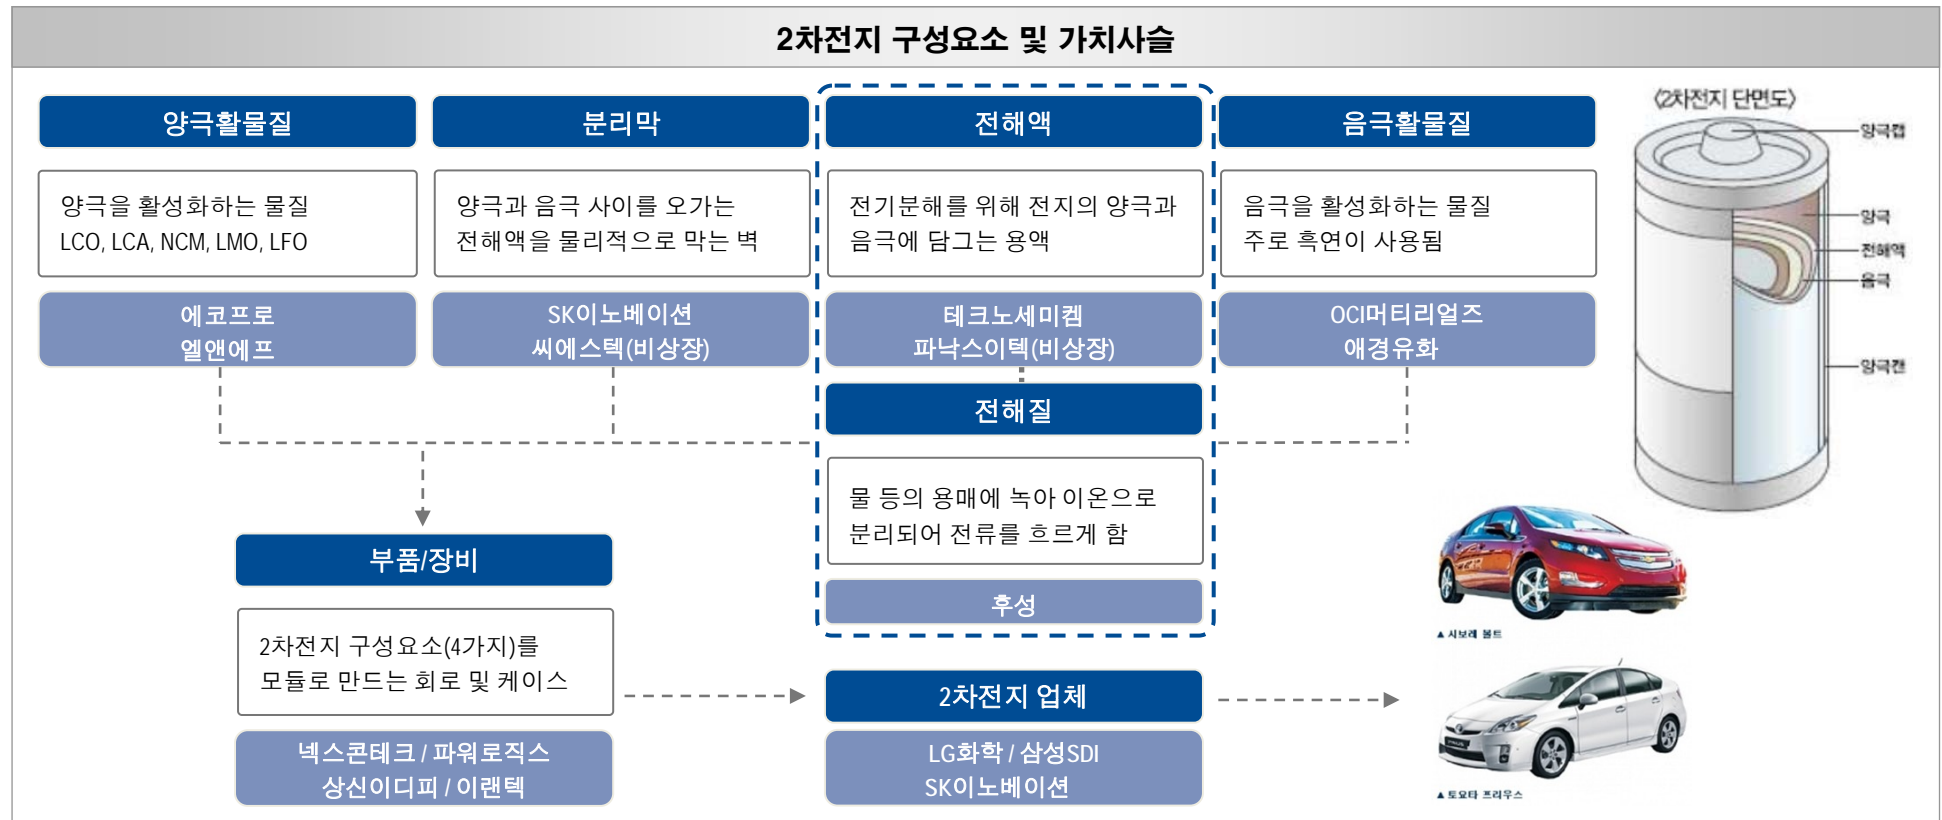 2차전지 구성요소 및 가치사슬
양극활물질
양극을 활성화하는 물질
LCO, LCA, NCM, LMO, LFO
에코프로
엘앤에프
분리막
양극과 음극 사이를 오가는
전해액을 물리적으로 막는 벽
SK이노베이션
씨에스텍(비상장)
전해액
전기분해를 위해 전지의 양극과
음극에 담그는 용액
테크노세미켐
파낙스이텍(비상장)
음극활물질
음극을 활성화하는 물질
주로 흑연이 사용됨
OCI머티리얼즈
애경유화
〈2차전지 단면도〉
양극캡
양극
전해액
음극
양극캔
전해질
물 등의 용매에 녹아 이온으로
분리되어 전류를 흐르게 함
후성
부품/장비
2차전지 구성요소(4가지)를
모듈로 만드는 회로 및 케이스
넥스콘테크 / 파워로직스
상신이디피 / 이랜텍
2차전지 업체
LG화학 / 삼성SDI
SK이노베이션
▲ 시보레 볼트
▲ 토요타 프리우스